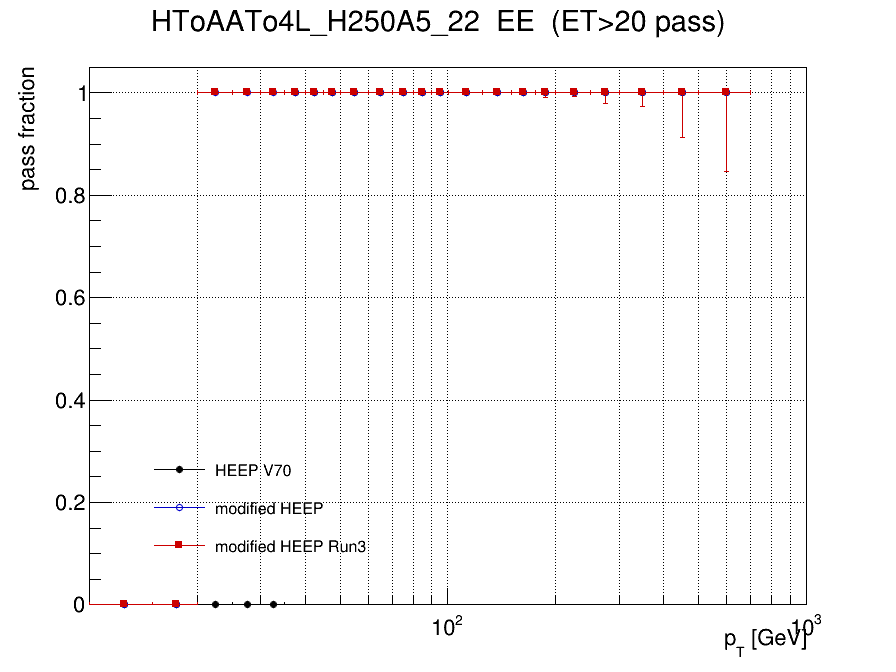 HToAATo4L_H250A5_22 EE (ET>20 pass)
pass fraction
1
0.8
0.6
0.4
0.2
0
HEEP V70
modified HEEP
modified HEEP Run3
10²
10³
p_T [GeV]